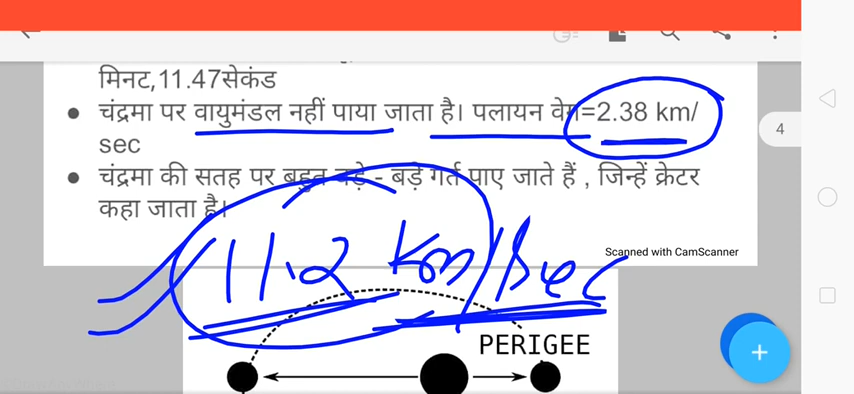 मिनट,11.47सेकंड
• चंद्रमा पर वायुमंडल नहीं पाया जाता है। पलायन वेग=2.38 km/
sec
4
• चंद्रमा की सतह पर बहुत बड़े - बड़े गर्त पाए जाते हैं , जिन्हें क्रेटर
कहा जाता है।
11.2 km/sec
Scanned with CamScanner
PERIGEE